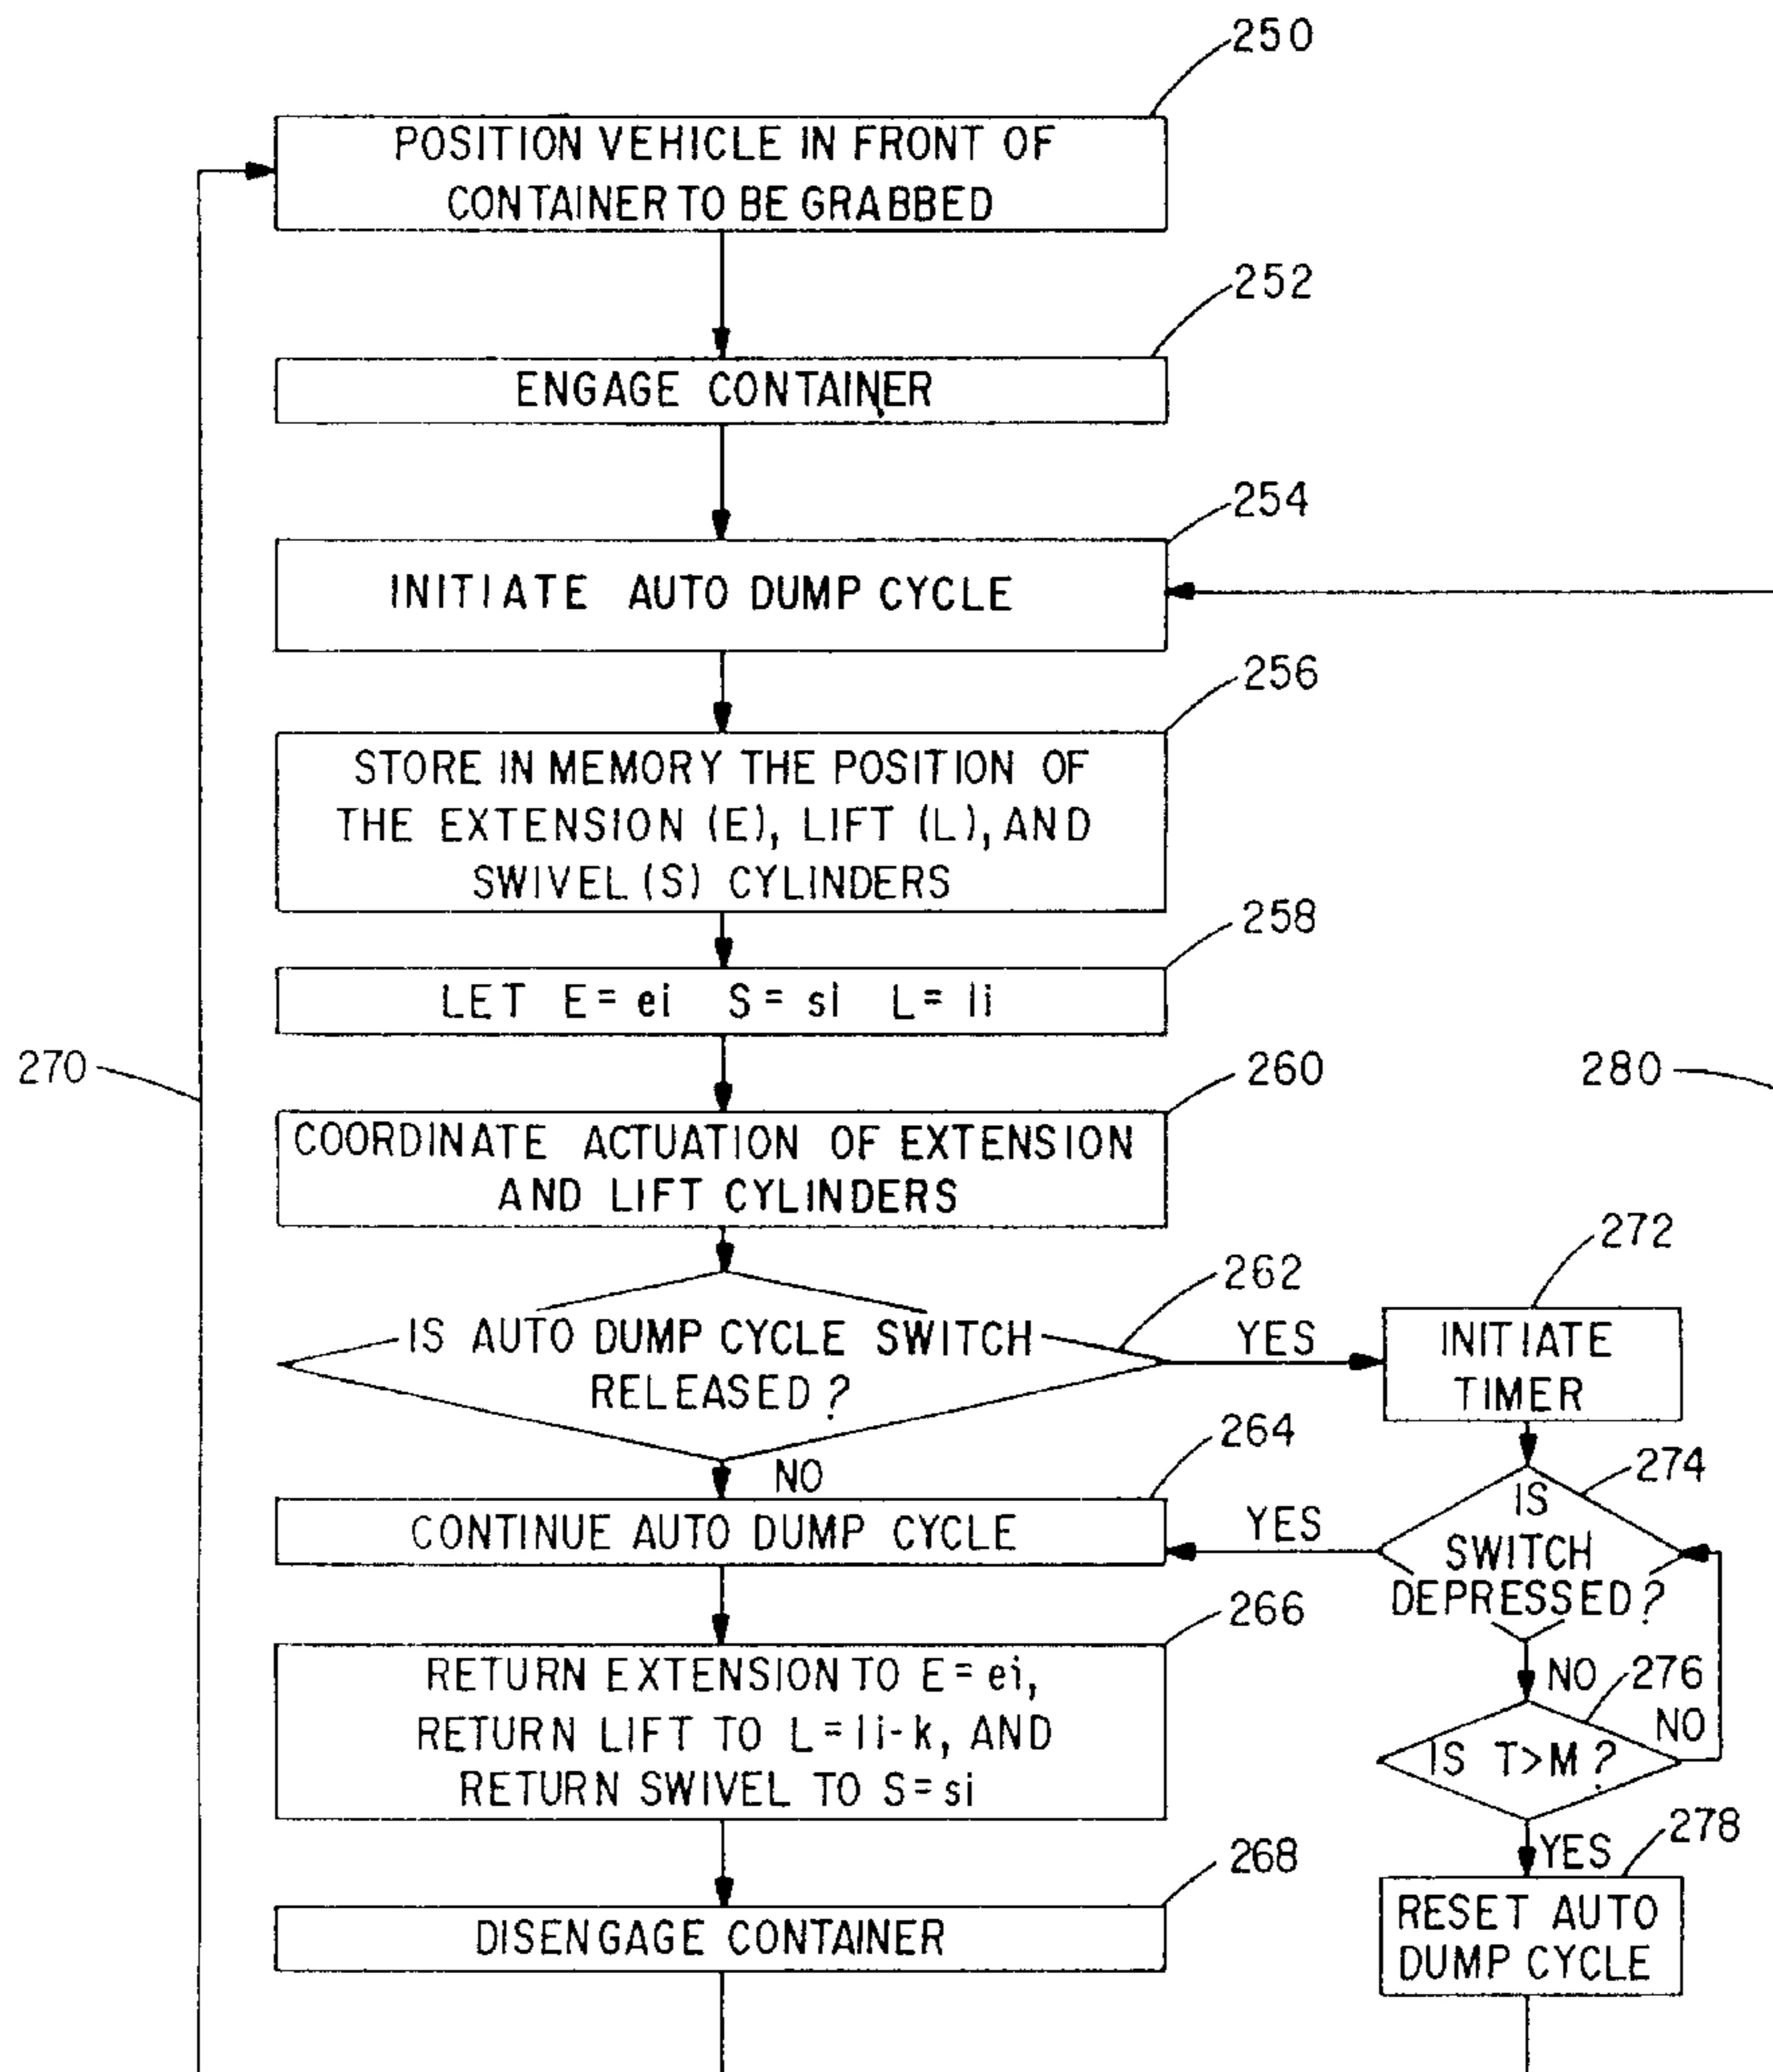 250
POSITION VEHICLE IN FRONT OF
CONTAINER TO BE GRABBED
252
ENGAGE CONTAINER
254
INITIATE AUTO DUMP CYCLE
256
STORE IN MEMORY THE POSITION OF
THE EXTENSION (E), LIFT (L), AND
SWIVEL (S) CYLINDERS
258
LET E = ei S = si L = li
270
280
260
COORDINATE ACTUATION OF EXTENSION
AND LIFT CYLINDERS
262
IS AUTO DUMP CYCLE SWITCH
RELEASED?
YES
NO
272
INITIATE
TIMER
264
CONTINUE AUTO DUMP CYCLE
274
IS
SWITCH
DEPRESSED?
YES
NO
266
RETURN EXTENSION TO E = ei,
RETURN LIFT TO L = li-k, AND
RETURN SWIVEL TO S = si
276
IS T>M?
NO
YES
268
DISENGAGE CONTAINER
278
RESET AUTO
DUMP CYCLE